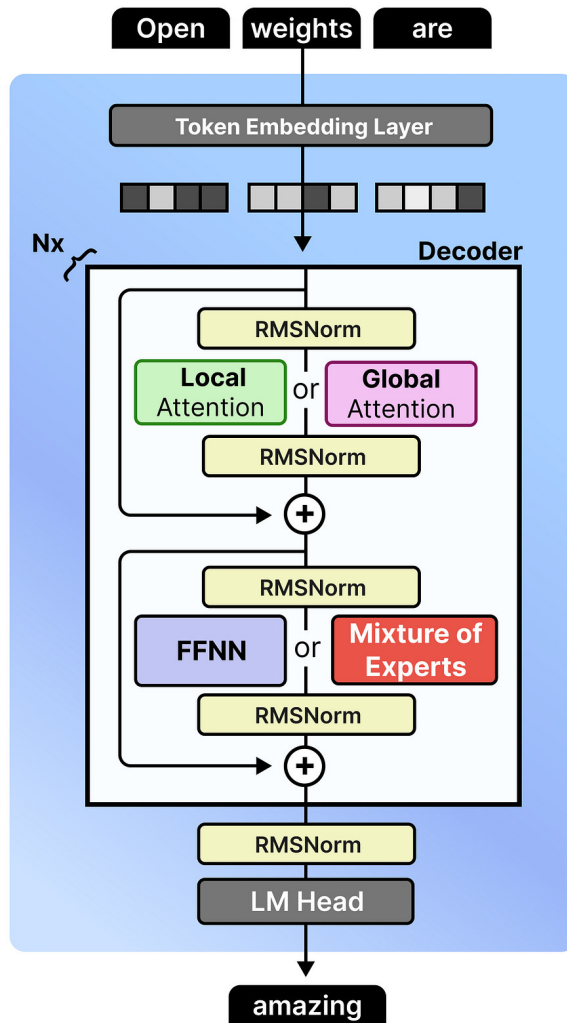 Open weights are
Token Embedding Layer
Nx
Decoder
RMSNorm
Local
Attention
or
Global
Attention
RMSNorm
+
RMSNorm
FFNN
or
Mixture of
Experts
RMSNorm
+
RMSNorm
LM Head
amazing